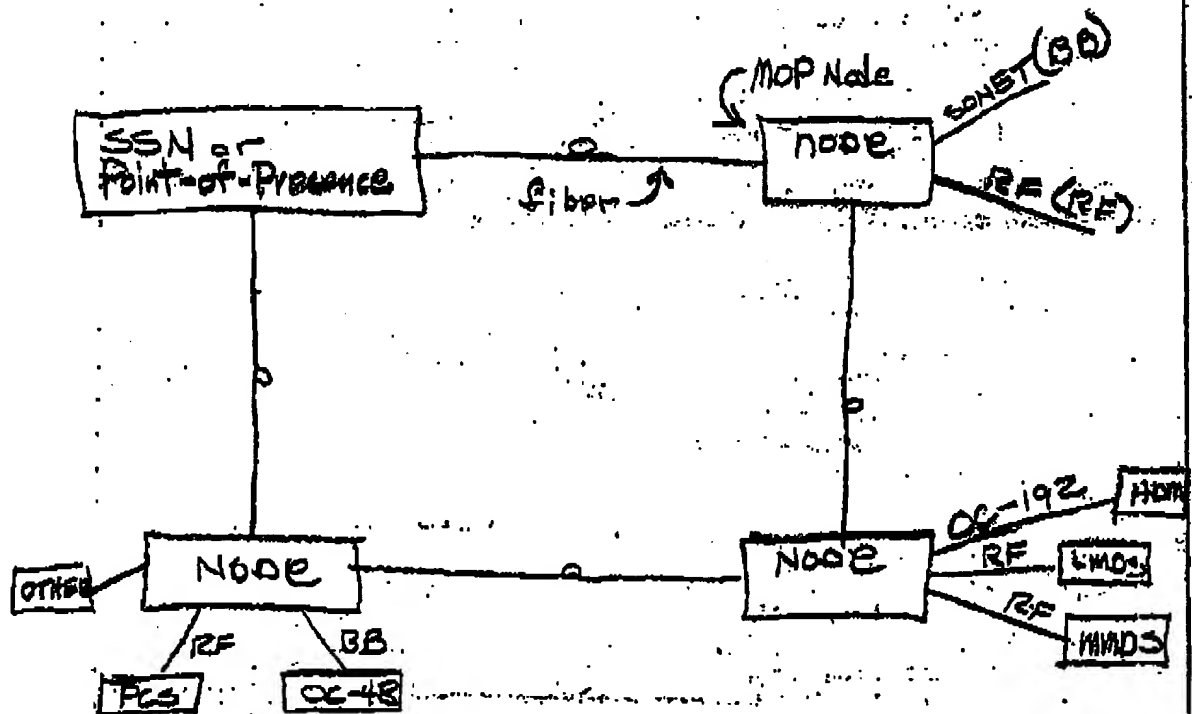 MOP Node
SONET (BB)
SSN or
Point-of-Presence
NODE
fiber
RF (RF)
OC-192
NODE
NODE
RF
LMDS
OTHER
RF
BB
RF
MMDS
PCS
OC-48